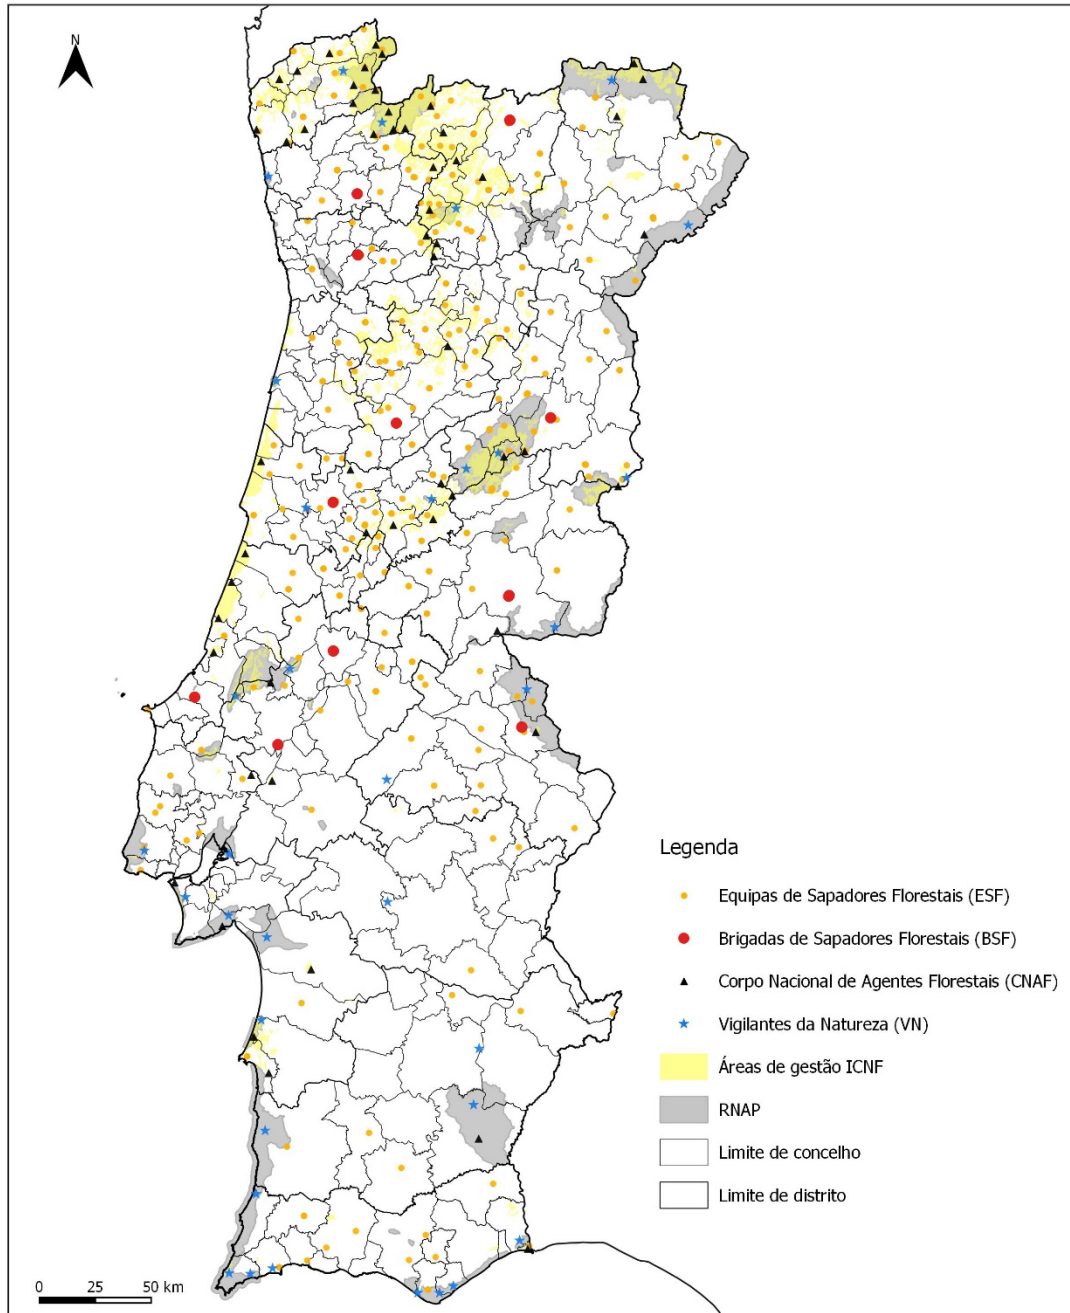 N
Legenda
Equipas de Sapadores Florestais (ESF)
Brigadas de Sapadores Florestais (BSF)
Corpo Nacional de Agentes Florestais (CNAF)
Vigilantes da Natureza (VN)
Áreas de gestão ICNF
RNAP
Limite de concelho
Limite de distrito
0 25 50 km